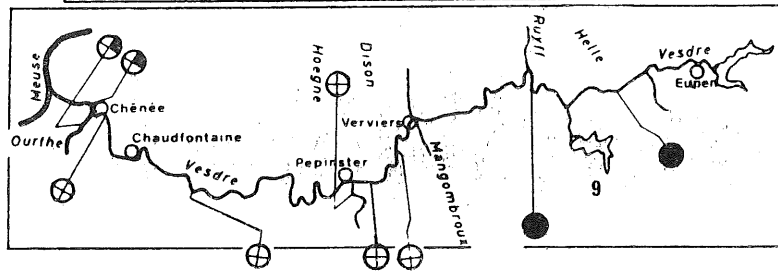 Meuse
Ourthe
Chênée
Chaudfontaine
Vesdre
Hoegne
Dison
Pepinster
Verviers
Mangombroux
Ruyff
Helle
Vesdre
Eupen
9